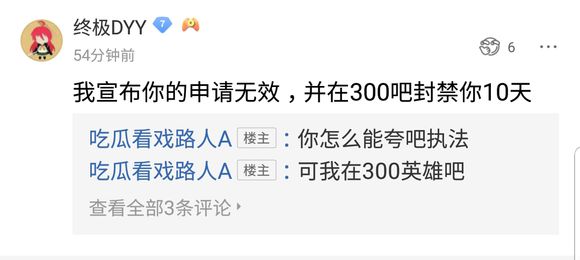 终极DYY 7
54分钟前
6
我宣布你的申请无效，并在300吧封禁你10天
吃瓜看戏路人A 楼主：你怎么能夸吧执法
吃瓜看戏路人A 楼主：可我在300英雄吧
查看全部3条评论